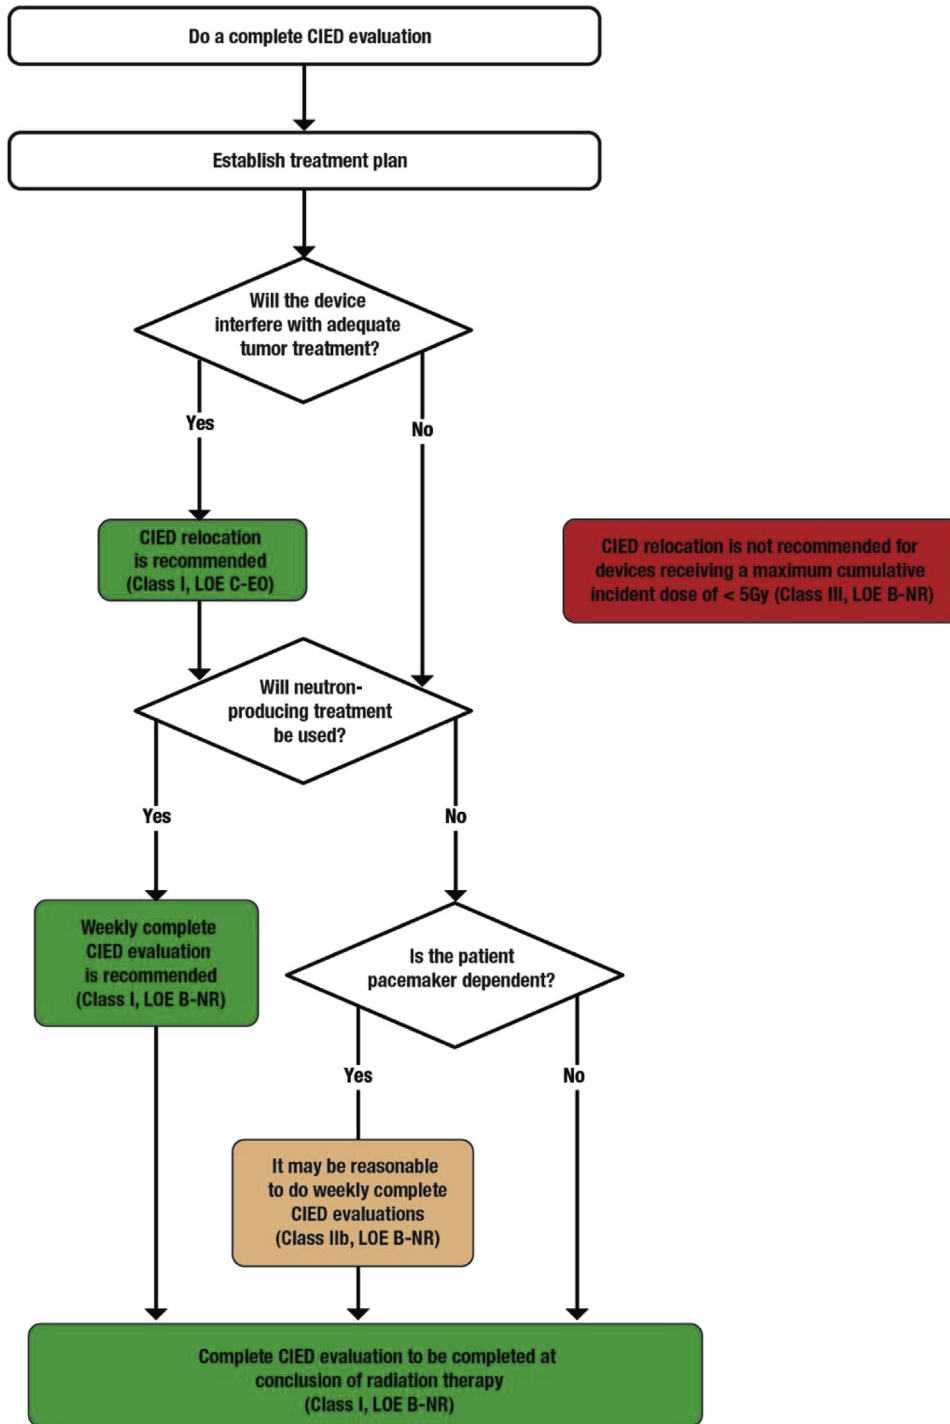 Do a complete CIED evaluation
Establish treatment plan
Will the device
interfere with adequate
tumor treatment?
Yes
No
CIED relocation
is recommended
(Class I, LOE C-EO)
CIED relocation is not recommended for
devices receiving a maximum cumulative
incident dose of < 5Gy (Class III, LOE B-NR)
Will neutron-
producing treatment
be used?
Yes
No
Weekly complete
CIED evaluation
is recommended
(Class I, LOE B-NR)
Is the patient
pacemaker dependent?
Yes
No
It may be reasonable
to do weekly complete
CIED evaluations
(Class IIb, LOE B-NR)
Complete CIED evaluation to be completed at
conclusion of radiation therapy
(Class I, LOE B-NR)